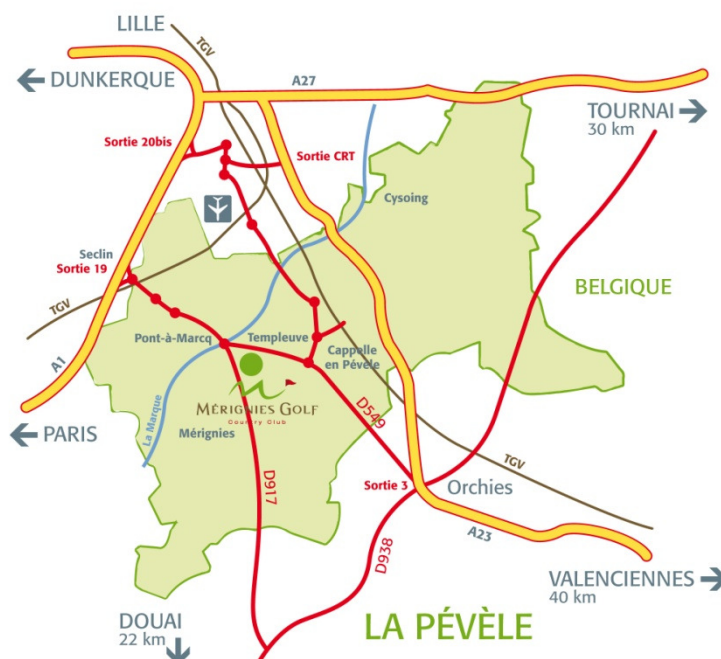 LILLE
TGV
DUNKERQUE
A27
TOURNAI
30 km
Sortie 20bis
Sortie CRT
Cysoing
Seclin
Sortie 19
TGV
BELGIQUE
Pont-à-Marcq
Templeuve
Cappelle
en Pévèle
A1
La Marque
MÉRIGNIES GOLF
Country Club
Mérignies
D549
PARIS
D917
TGV
Sortie 3
Orchies
A23
D938
VALENCIENNES
40 km
DOUAI
22 km
LA PÉVÈLE